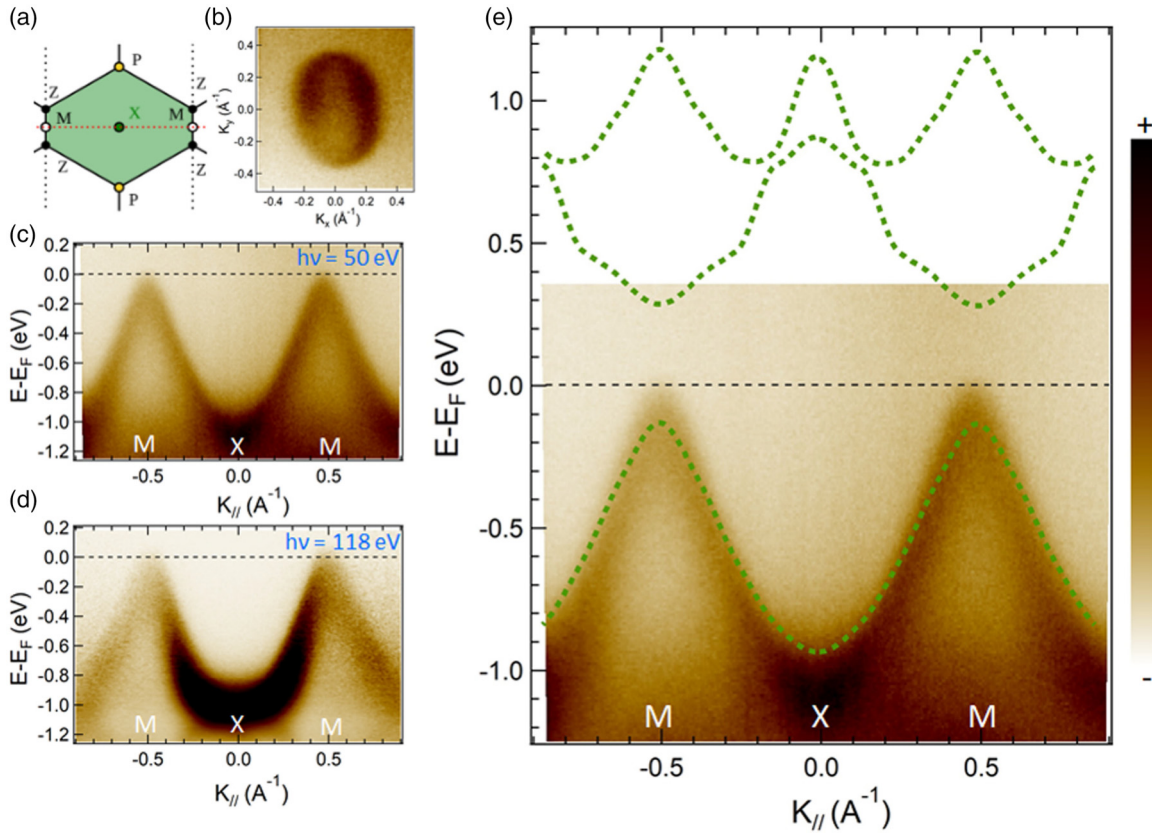 (a)
P
Z
Z
M
X
M
Z
Z
P
(b)
0.4
0.2
0.0
-0.2
-0.4
K_y (Å⁻¹)
-0.4 -0.2 0.0 0.2 0.4
K_x (Å⁻¹)
(c)
hν = 50 eV
0.2
0.0
-0.2
-0.4
-0.6
-0.8
-1.0
-1.2
E-E_F (eV)
M X M
-0.5 0.0 0.5
K_// (A⁻¹)
(d)
hν = 118 eV
0.2
0.0
-0.2
-0.4
-0.6
-0.8
-1.0
-1.2
E-E_F (eV)
M X M
-0.5 0.0 0.5
K_// (A⁻¹)
(e)
1.0
0.5
0.0
-0.5
-1.0
E-E_F (eV)
M X M
-0.5 0.0 0.5
K_// (A⁻¹)
+
-